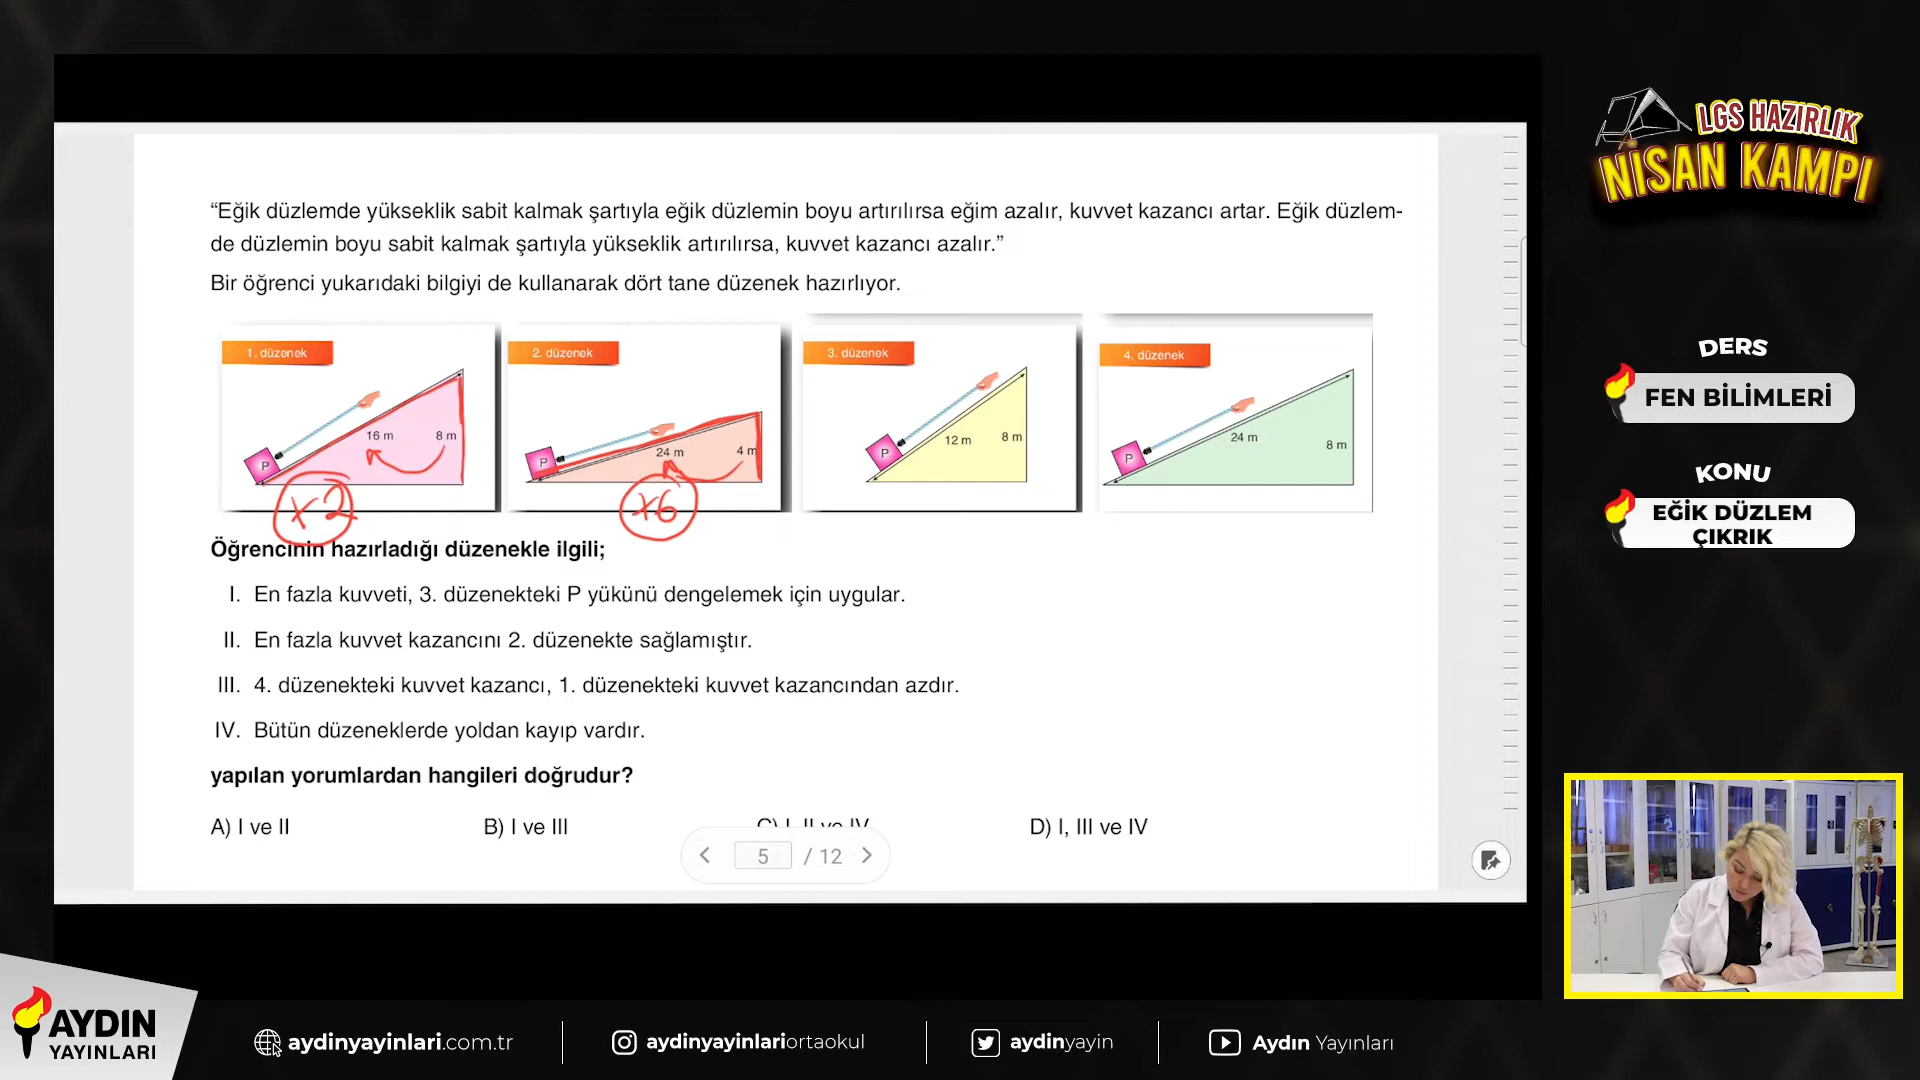 “Eğik düzlemde yükseklik sabit kalmak şartıyla eğik düzlemin boyu artırılırsa eğim azalır, kuvvet kazancı artar. Eğik düzlem-
de düzlemin boyu sabit kalmak şartıyla yükseklik artırılırsa, kuvvet kazancı azalır.”
Bir öğrenci yukarıdaki bilgiyi de kullanarak dört tane düzenek hazırlıyor.
1. düzenek
16 m
8 m
P
x2
2. düzenek
24 m
4 m
P
x6
3. düzenek
12 m
8 m
P
4. düzenek
24 m
8 m
P
Öğrencinin hazırladığı düzenekle ilgili;
I. En fazla kuvveti, 3. düzenekteki P yükünü dengelemek için uygular.
II. En fazla kuvvet kazancını 2. düzenekte sağlamıştır.
III. 4. düzenekteki kuvvet kazancı, 1. düzenekteki kuvvet kazancından azdır.
IV. Bütün düzeneklerde yoldan kayıp vardır.
yapılan yorumlardan hangileri doğrudur?
A) I ve II
B) I ve III
C) I, II ve IV
D) I, III ve IV
5 / 12
LGS HAZIRLIK
NİSAN KAMPI
DERS
FEN BİLİMLERİ
KONU
EĞİK DÜZLEM
ÇIKRIK
AYDIN
YAYINLARI
aydinyayinlari.com.tr
aydinyayinlariortaokul
aydinyayin
Aydın Yayınları